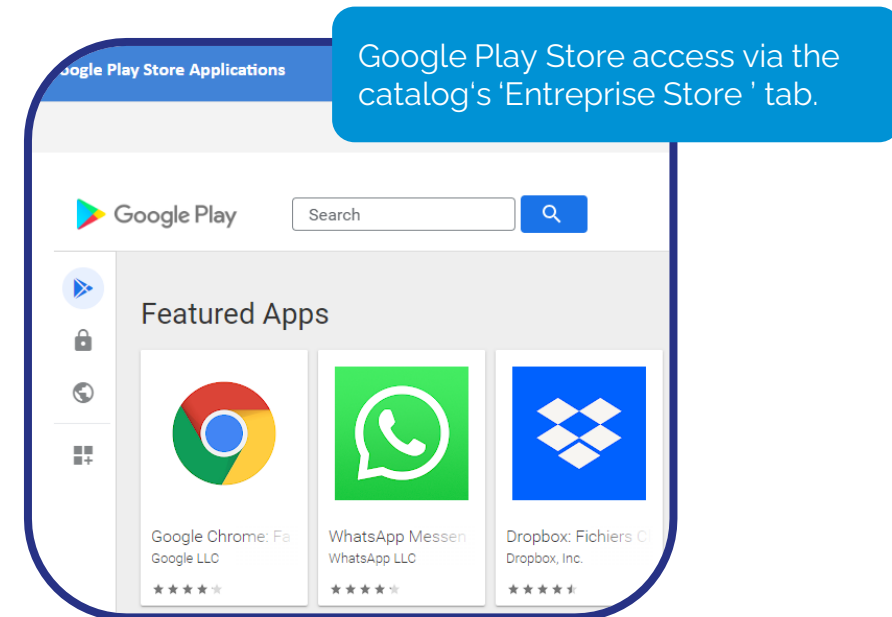 Google Play Store access via the
catalog's ‘Entreprise Store ’ tab.
oogle Play Store Applications
Google Play
Search
Featured Apps
Google Chrome: Fa
Google LLC
WhatsApp Messen
WhatsApp LLC
Dropbox: Fichiers C
Dropbox, Inc.